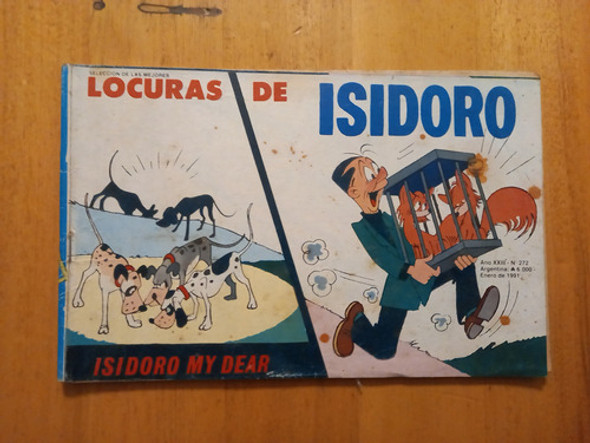 SELECCION DE LAS MEJORES
LOCURAS DE ISIDORO
Año XXIII - N° 272
Argentina: ₳ 6.000
Enero de 1991
ISIDORO MY DEAR